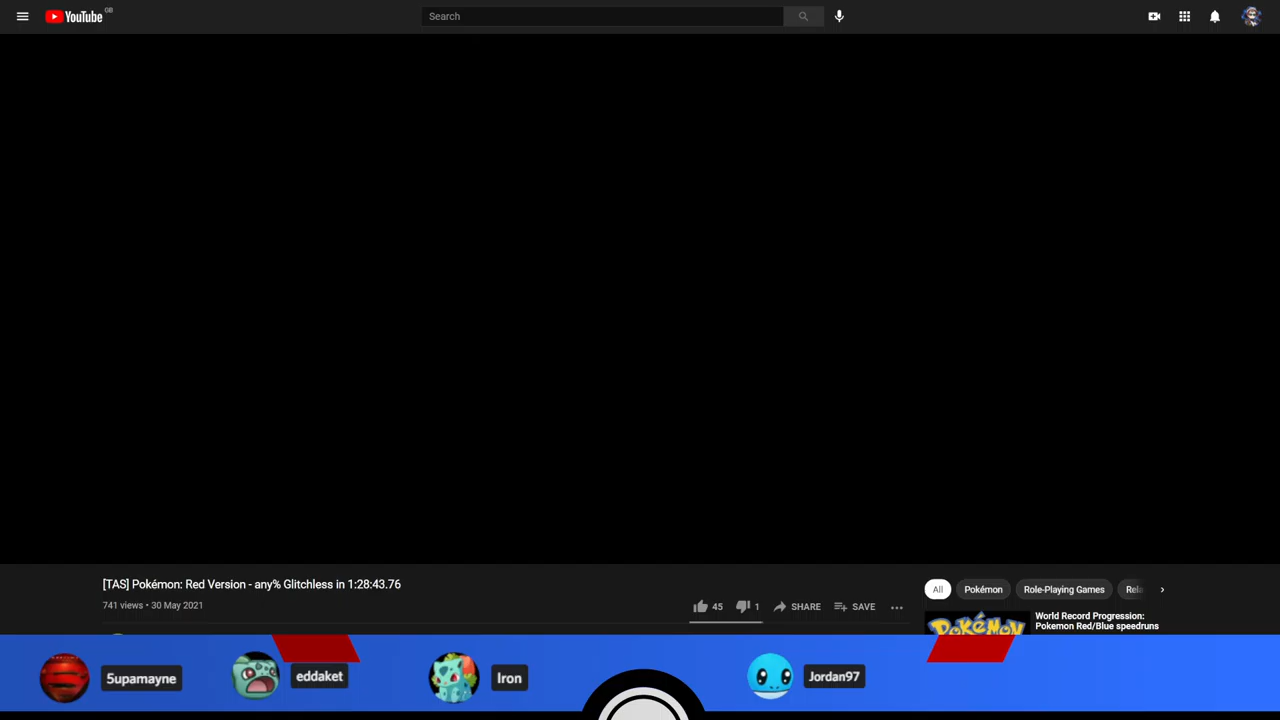 YouTube GB
Search
[TAS] Pokémon: Red Version - any% Glitchless in 1:28:43.76
741 views • 30 May 2021
45
1
SHARE
SAVE
All
Pokémon
Role-Playing Games
Rela
POKéMON
World Record Progression:
Pokemon Red/Blue speedruns
5upamayne
eddaket
Iron
Jordan97